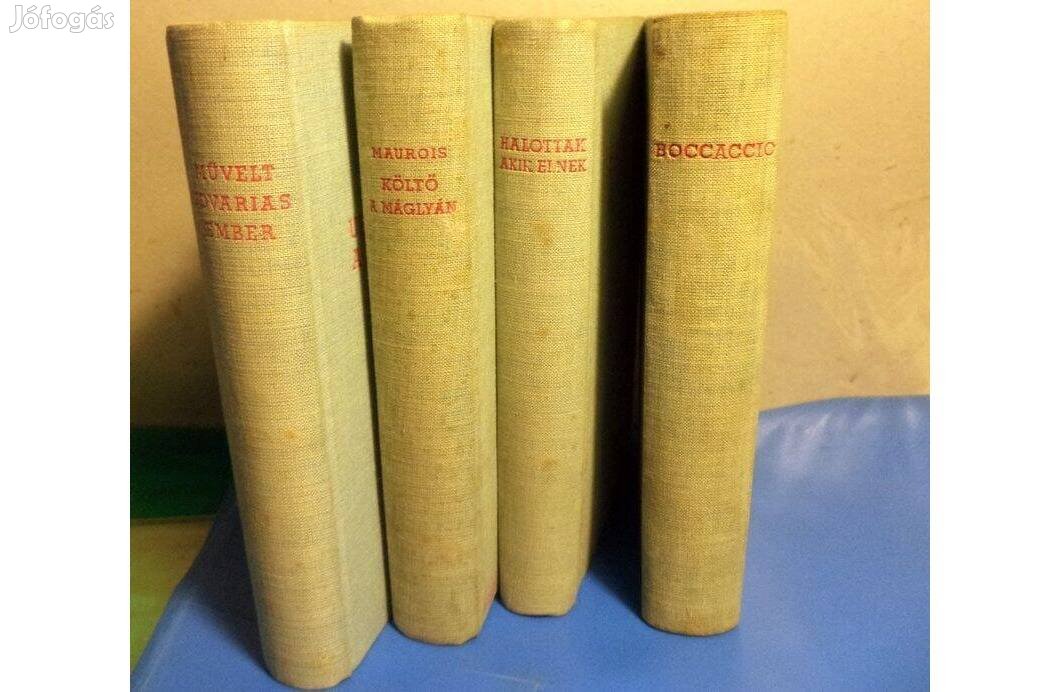 Jófogás
MŰVELT
UDVARIAS
EMBER
U
A
MAUROIS
KÖLTŐ
A MÁGLYÁN
HALOTTAK
AKIK ÉLNEK
BOCCACCIO